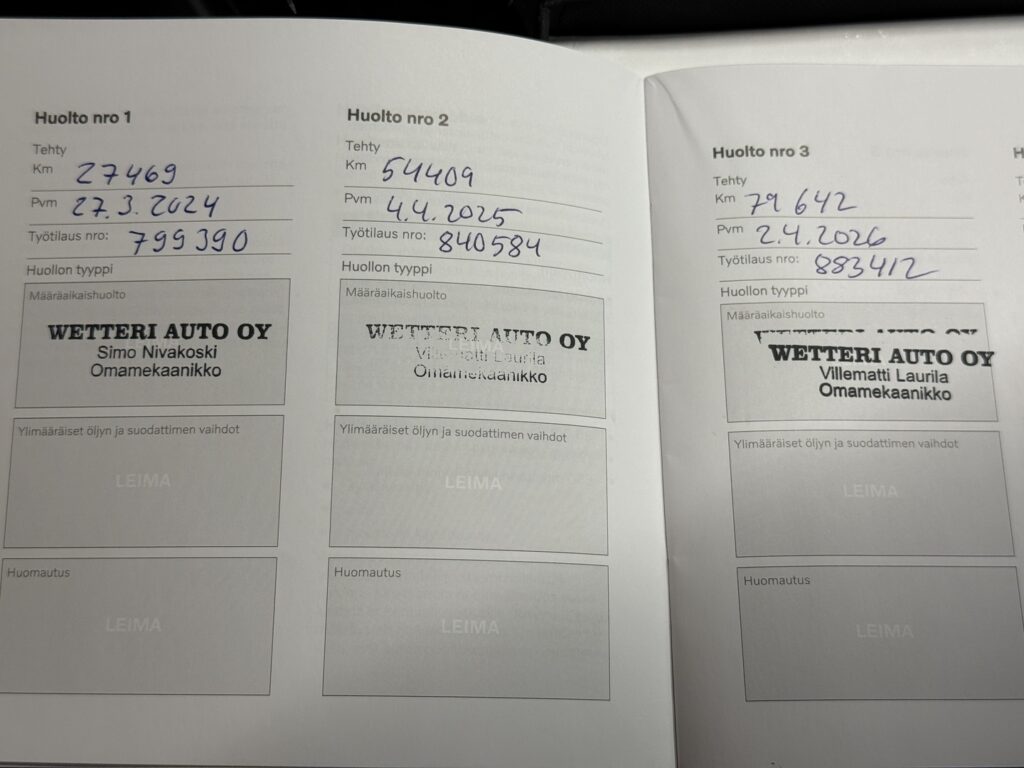 Huolto nro 1
Tehty
Km 27469
Pvm 27.3.2024
Työtilaus nro: 799390
Huollon tyyppi
Määräaikaishuolto
WETTERI AUTO OY
Simo Nivakoski
Omamekaanikko
Ylimääräiset öljyn ja suodattimen vaihdot
LEIMA
Huomautus
LEIMA
Huolto nro 2
Tehty
Km 54409
Pvm 4.4.2025
Työtilaus nro: 840584
Huollon tyyppi
Määräaikaishuolto
WETTERI AUTO OY
Villematti Laurila
Omamekaanikko
Ylimääräiset öljyn ja suodattimen vaihdot
LEIMA
Huomautus
LEIMA
Huolto nro 3
Tehty
Km 79 642
Pvm 2.4.2026
Työtilaus nro: 883412
Huollon tyyppi
Määräaikaishuolto
WETTERI AUTO OY
Villematti Laurila
Omamekaanikko
Ylimääräiset öljyn ja suodattimen vaihdot
LEIMA
Huomautus
LEIMA